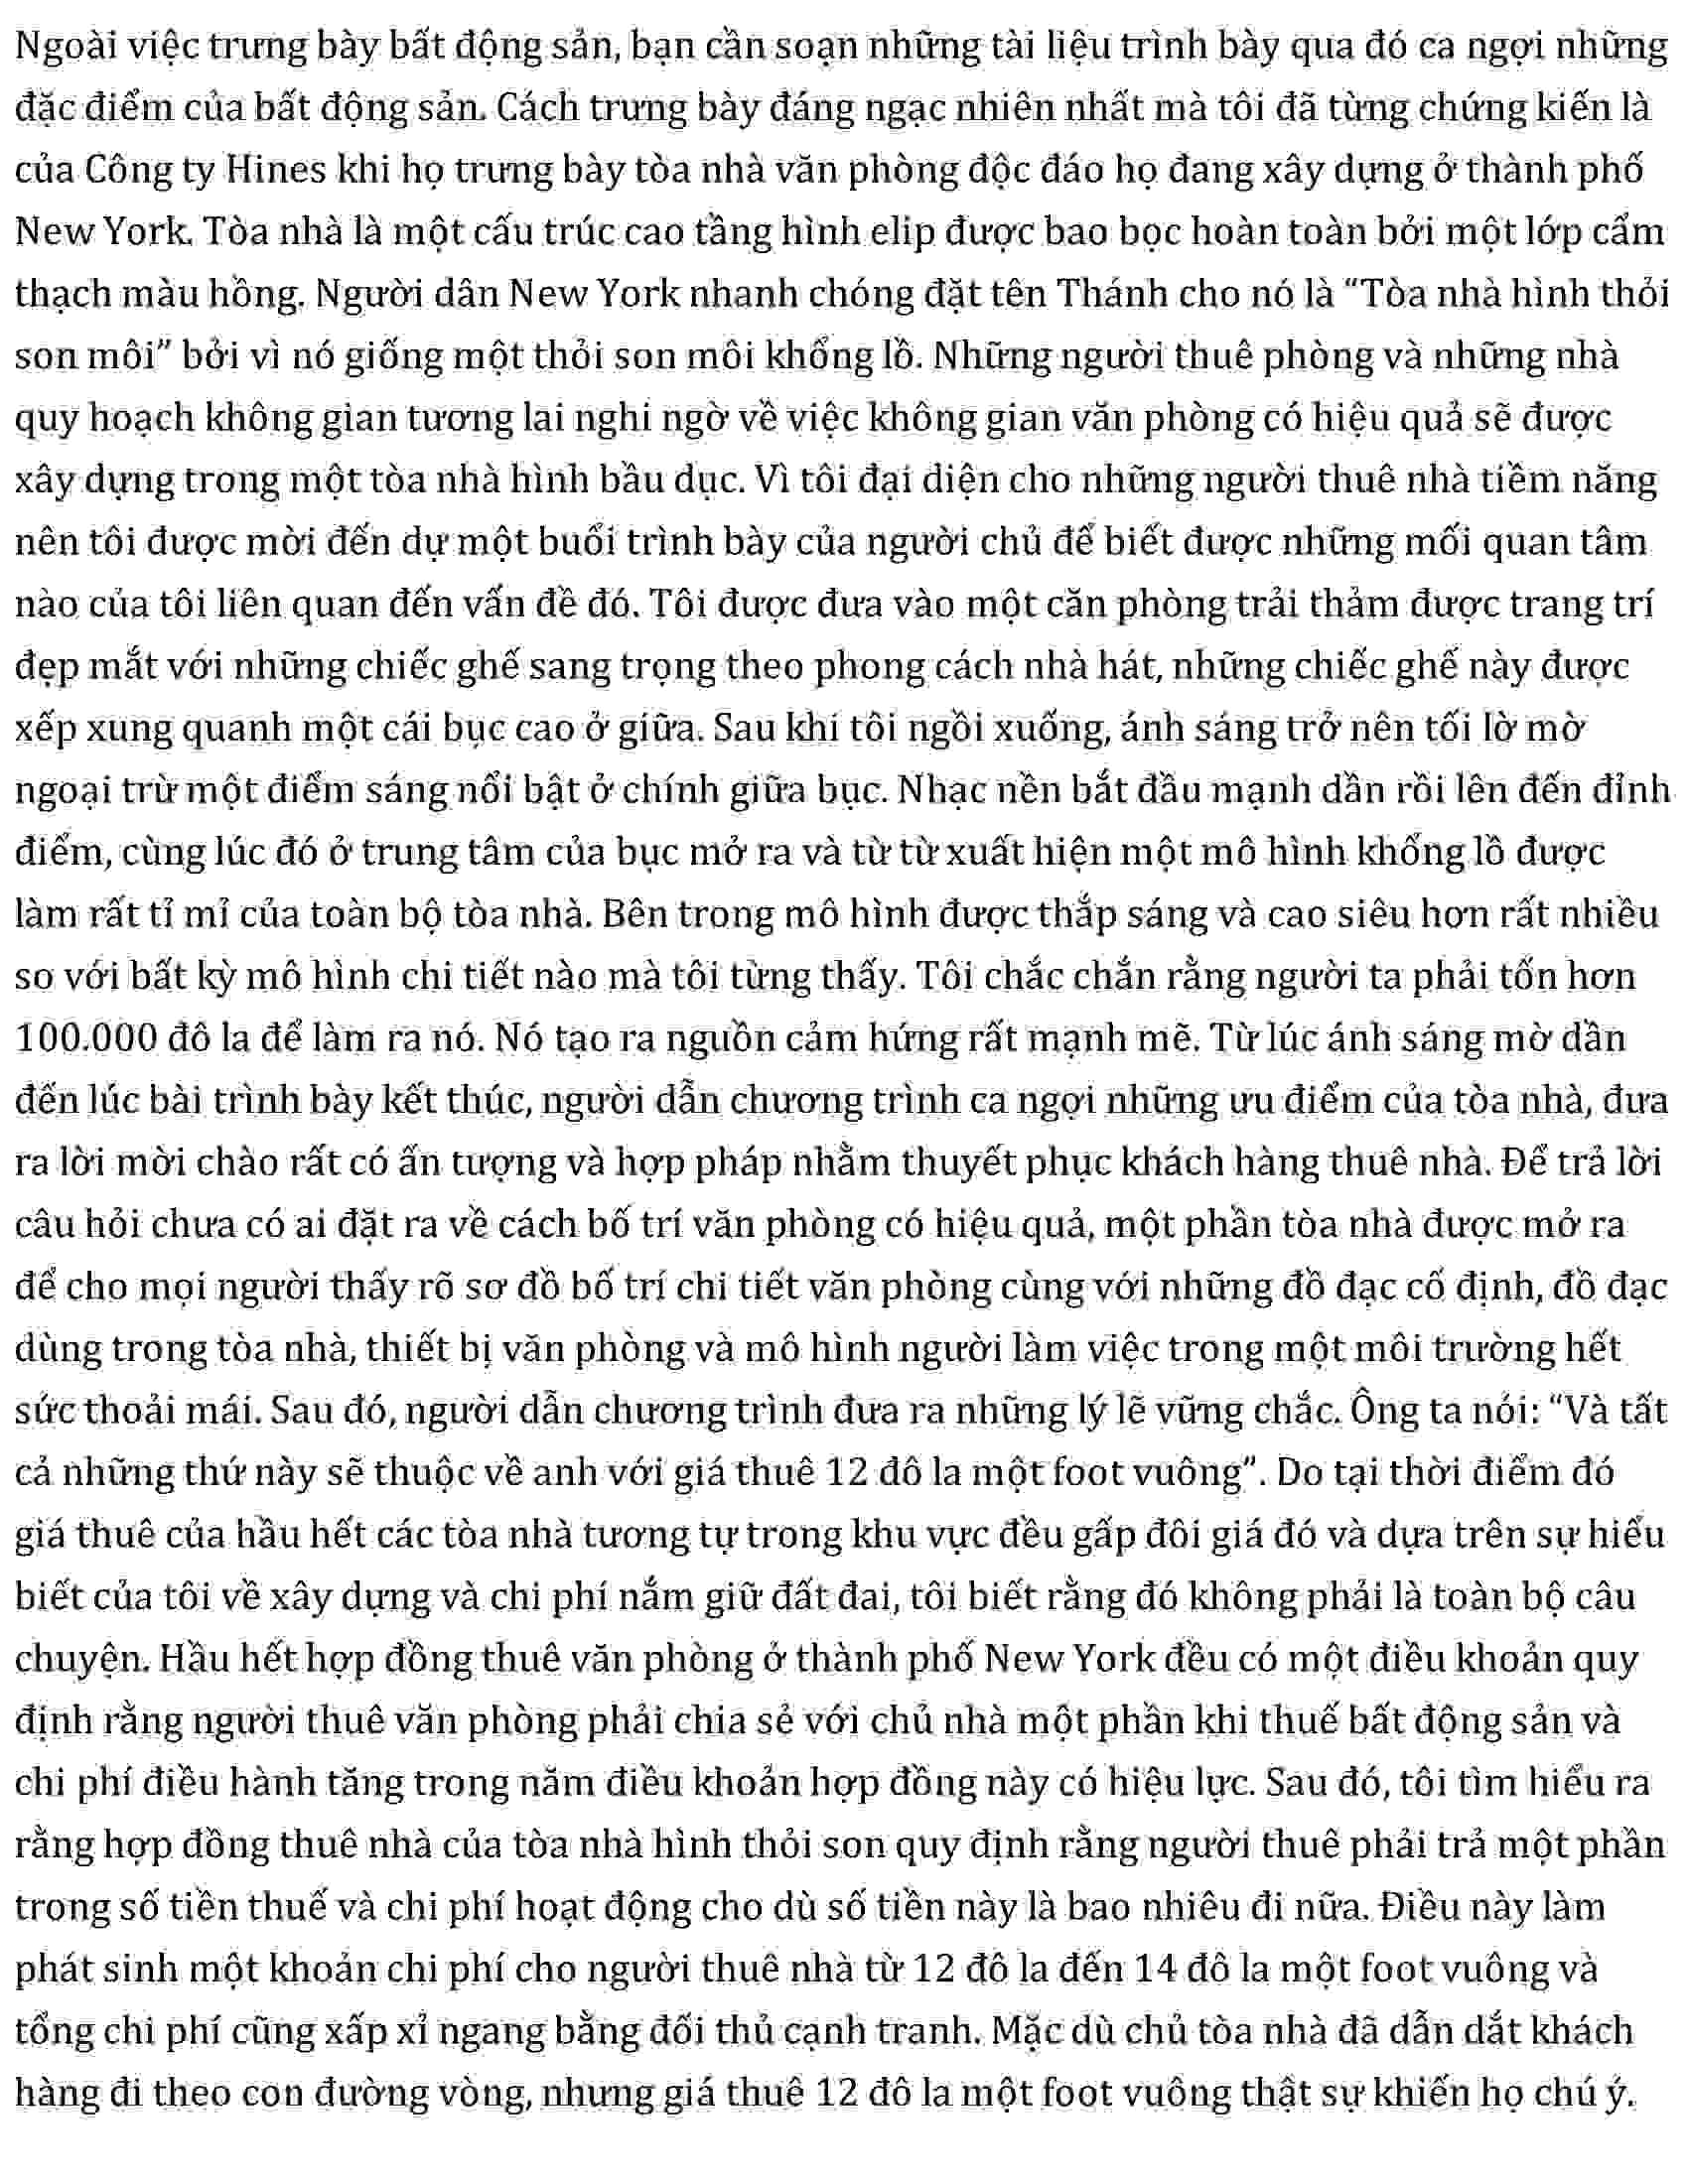 Ngoài việc trưng bày bất động sản, bạn cần soạn những tài liệu trình bày qua đó ca ngợi những
đặc điểm của bất động sản. Cách trưng bày đáng ngạc nhiên nhất mà tôi đã từng chứng kiến là
của Công ty Hines khi họ trưng bày tòa nhà văn phòng độc đáo họ đang xây dựng ở thành phố
New York. Tòa nhà là một cấu trúc cao tầng hình elip được bao bọc hoàn toàn bởi một lớp cẩm
thạch màu hồng. Người dân New York nhanh chóng đặt tên Thánh cho nó là “Tòa nhà hình thỏi
son môi” bởi vì nó giống một thỏi son môi khổng lồ. Những người thuê phòng và những nhà
quy hoạch không gian tương lai nghi ngờ về việc không gian văn phòng có hiệu quả sẽ được
xây dựng trong một tòa nhà hình bầu dục. Vì tôi đại diện cho những người thuê nhà tiềm năng
nên tôi được mời đến dự một buổi trình bày của người chủ để biết được những mối quan tâm
nào của tôi liên quan đến vấn đề đó. Tôi được đưa vào một căn phòng trải thảm được trang trí
đẹp mắt với những chiếc ghế sang trọng theo phong cách nhà hát, những chiếc ghế này được
xếp xung quanh một cái bục cao ở giữa. Sau khi tôi ngồi xuống, ánh sáng trở nên tối lờ mờ
ngoại trừ một điểm sáng nổi bật ở chính giữa bục. Nhạc nền bắt đầu mạnh dần rồi lên đến đỉnh
điểm, cùng lúc đó ở trung tâm của bục mở ra và từ từ xuất hiện một mô hình khổng lồ được
làm rất tỉ mỉ của toàn bộ tòa nhà. Bên trong mô hình được thắp sáng và cao siêu hơn rất nhiều
so với bất kỳ mô hình chi tiết nào mà tôi từng thấy. Tôi chắc chắn rằng người ta phải tốn hơn
100.000 đô la để làm ra nó. Nó tạo ra nguồn cảm hứng rất mạnh mẽ. Từ lúc ánh sáng mờ dần
đến lúc bài trình bày kết thúc, người dẫn chương trình ca ngợi những ưu điểm của tòa nhà, đưa
ra lời mời chào rất có ấn tượng và hợp pháp nhằm thuyết phục khách hàng thuê nhà. Để trả lời
câu hỏi chưa có ai đặt ra về cách bố trí văn phòng có hiệu quả, một phần tòa nhà được mở ra
để cho mọi người thấy rõ sơ đồ bố trí chi tiết văn phòng cùng với những đồ đạc cố định, đồ đạc
dùng trong tòa nhà, thiết bị văn phòng và mô hình người làm việc trong một môi trường hết
sức thoải mái. Sau đó, người dẫn chương trình đưa ra những lý lẽ vững chắc. Ông ta nói: “Và tất
cả những thứ này sẽ thuộc về anh với giá thuê 12 đô la một foot vuông”. Do tại thời điểm đó
giá thuê của hầu hết các tòa nhà tương tự trong khu vực đều gấp đôi giá đó và dựa trên sự hiểu
biết của tôi về xây dựng và chi phí nắm giữ đất đai, tôi biết rằng đó không phải là toàn bộ câu
chuyện. Hầu hết hợp đồng thuê văn phòng ở thành phố New York đều có một điều khoản quy
định rằng người thuê văn phòng phải chia sẻ với chủ nhà một phần khi thuế bất động sản và
chi phí điều hành tăng trong năm điều khoản hợp đồng này có hiệu lực. Sau đó, tôi tìm hiểu ra
rằng hợp đồng thuê nhà của tòa nhà hình thỏi son quy định rằng người thuê phải trả một phần
trong số tiền thuế và chi phí hoạt động cho dù số tiền này là bao nhiêu đi nữa. Điều này làm
phát sinh một khoản chi phí cho người thuê nhà từ 12 đô la đến 14 đô la một foot vuông và
tổng chi phí cũng xấp xỉ ngang bằng đối thủ cạnh tranh. Mặc dù chủ tòa nhà đã dẫn dắt khách
hàng đi theo con đường vòng, nhưng giá thuê 12 đô la một foot vuông thật sự khiến họ chú ý.